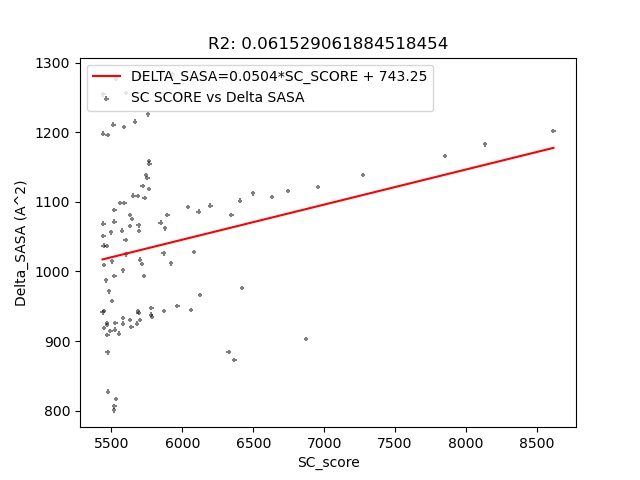 R2: 0.061529061884518454
DELTA_SASA=0.0504*SC_SCORE + 743.25
SC SCORE vs Delta SASA
Delta_SASA (A^2)
1300
1200
1100
1000
900
800
5500 6000 6500 7000 7500 8000 8500
SC_score